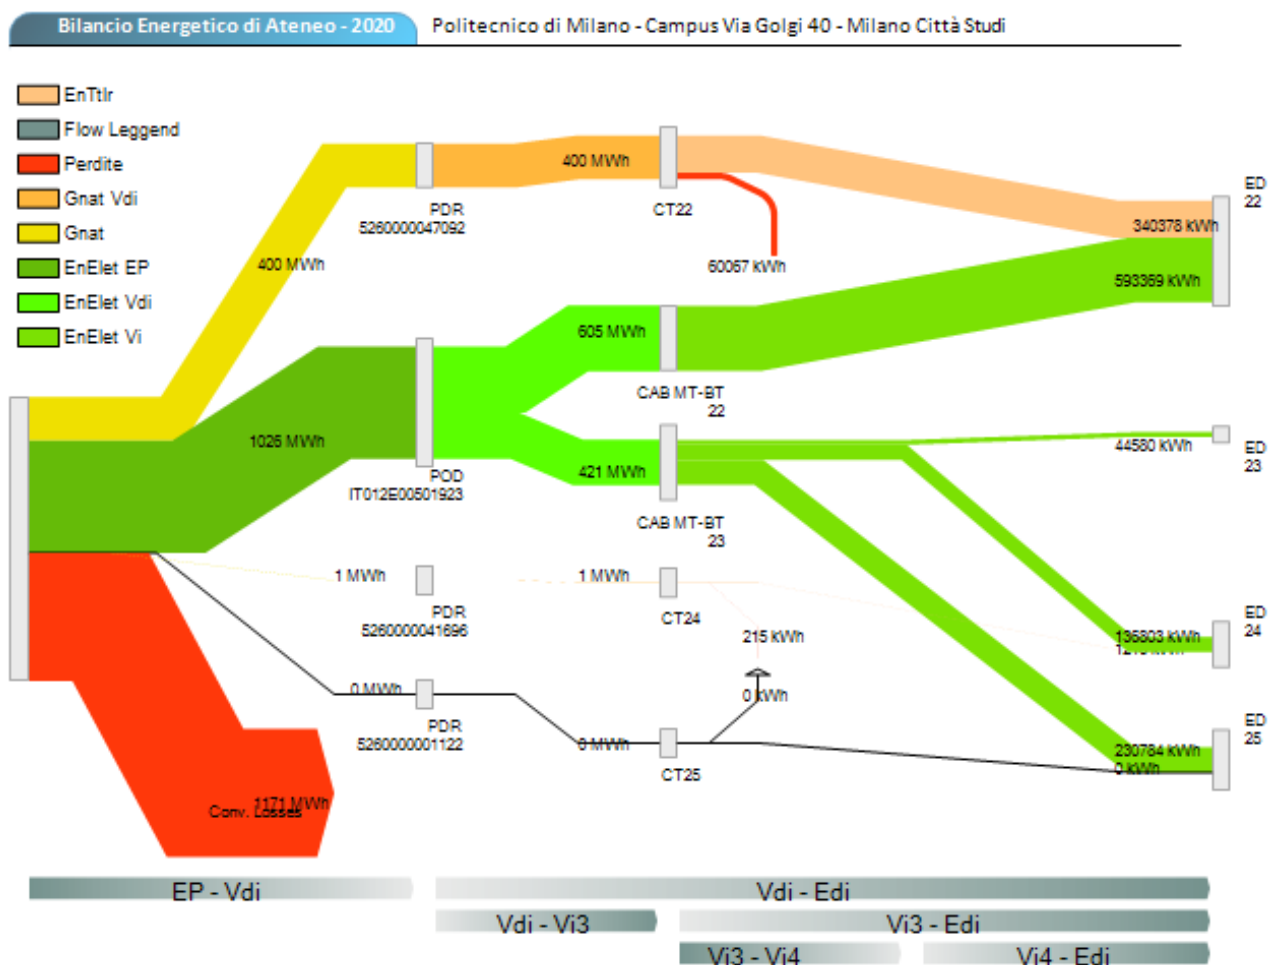 Bilancio Energetico di Ateneo - 2020
Politecnico di Milano - Campus Via Golgi 40 - Milano Città Studi
EnTtlr
Flow Leggend
Perdite
Gnat Vdi
Gnat
EnElet EP
EnElet Vdi
EnElet Vi
400 MWh
PDR
5260000047092
400 MWh
CT22
60067 kWh
340378 kWh
ED
22
593369 kWh
605 MWh
CAB MT-BT
22
1026 MWh
POD
IT012E00501923
421 MWh
CAB MT-BT
23
44580 kWh
ED
23
1 MWh
PDR
5260000041696
1 MWh
CT24
215 kWh
136803 kWh
kWh
ED
24
0 MWh
PDR
5260000001122
0 MWh
CT25
0 kWh
230784 kWh
0 kWh
ED
25
1171 MWh
Conv. Losses
EP - Vdi
Vdi - Edi
Vdi - Vi3
Vi3 - Edi
Vi3 - Vi4
Vi4 - Edi